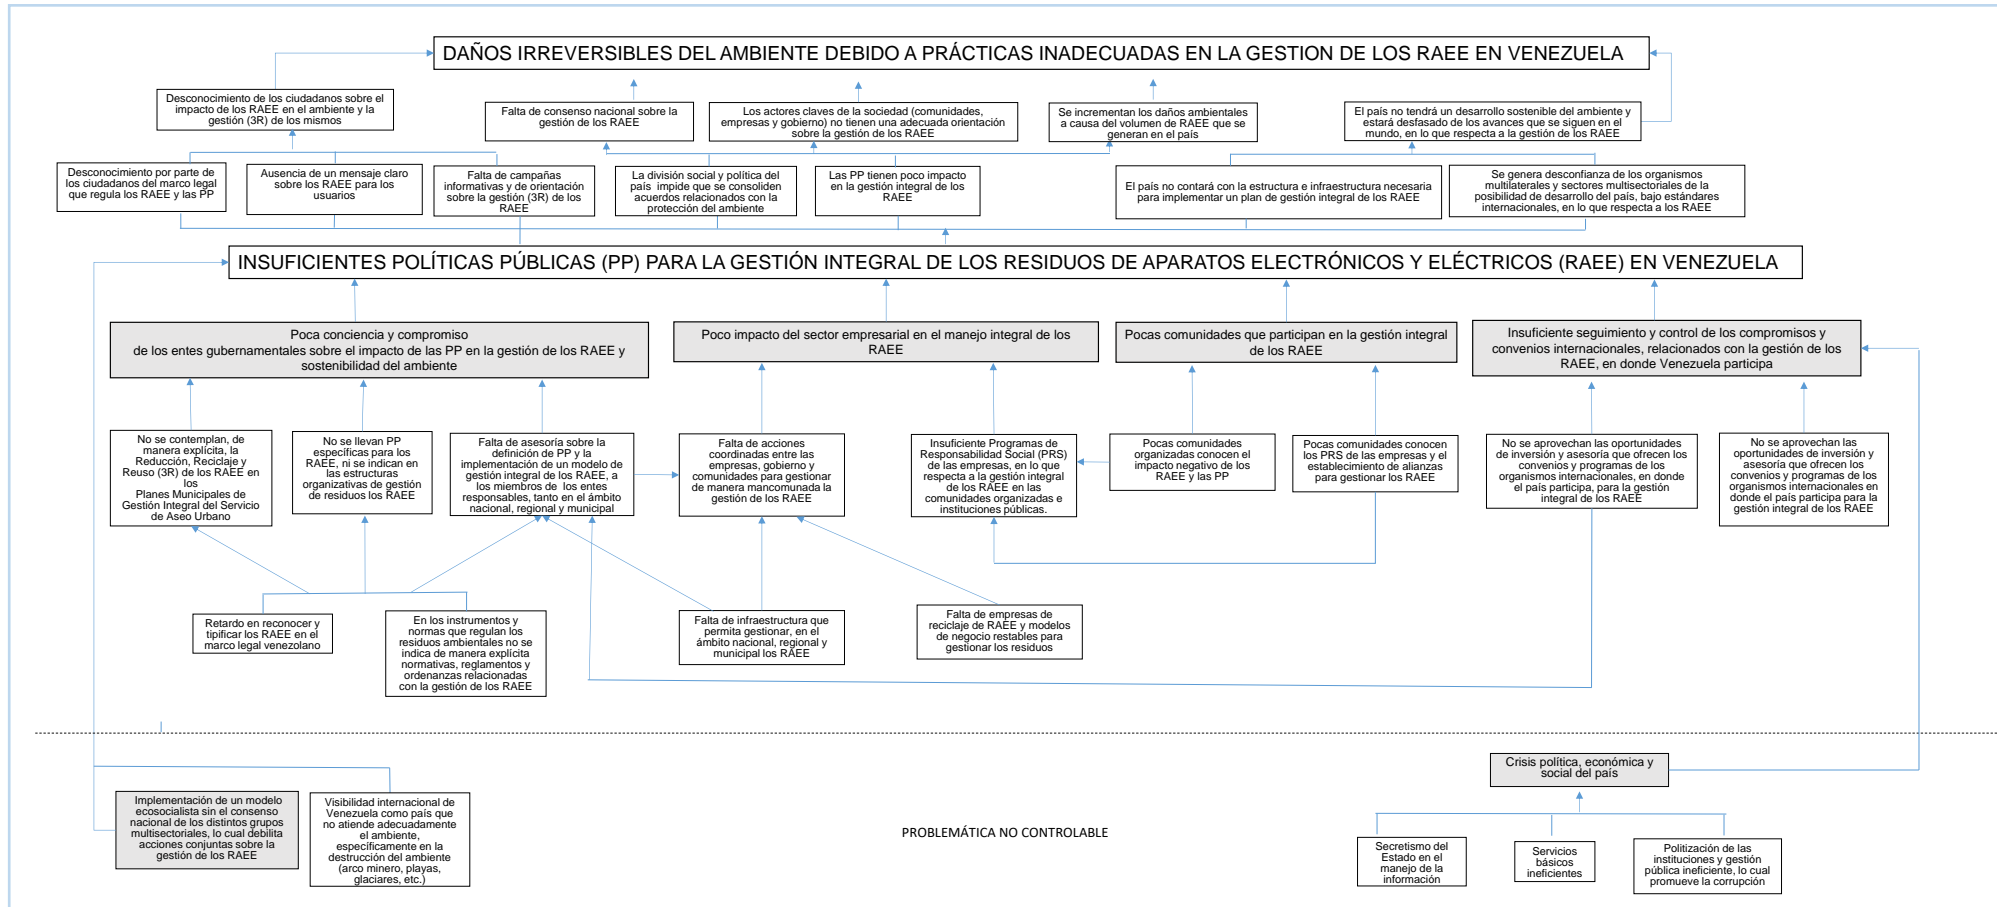 DAÑOS IRREVERSIBLES DEL AMBIENTE DEBIDO A PRÁCTICAS INADECUADAS EN LA GESTION DE LOS RAEE EN VENEZUELA
Desconocimiento de los ciudadanos sobre el
impacto de los RAEE en el ambiente y la
gestión (3R) de los mismos
Falta de consenso nacional sobre la
gestión de los RAEE
Los actores claves de la sociedad (comunidades,
empresas y gobierno) no tienen una adecuada orientación
sobre la gestión de los RAEE
Se incrementan los daños ambientales
a causa del volumen de RAEE que se
generan en el país
El país no tendrá un desarrollo sostenible del ambiente y
estará desfasado de los avances que se siguen en el
mundo, en lo que respecta a la gestión de los RAEE
Desconocimiento por parte de
los ciudadanos del marco legal
que regula los RAEE y las PP
Ausencia de un mensaje claro
sobre los RAEE para los
usuarios
Falta de campañas
informativas y de orientación
sobre la gestión (3R) de los
RAEE
La división social y política del
país impide que se consoliden
acuerdos relacionados con la
protección del ambiente
Las PP tienen poco impacto
en la gestión integral de los
RAEE
El país no contará con la estructura e infraestructura necesaria
para implementar un plan de gestión integral de los RAEE
Se genera desconfianza de los organismos
multilaterales y sectores multisectoriales de la
posibilidad de desarrollo del país, bajo estándares
internacionales, en lo que respecta a los RAEE
INSUFICIENTES POLÍTICAS PÚBLICAS (PP) PARA LA GESTIÓN INTEGRAL DE LOS RESIDUOS DE APARATOS ELECTRÓNICOS Y ELÉCTRICOS (RAEE) EN VENEZUELA
Poca conciencia y compromiso
de los entes gubernamentales sobre el impacto de las PP en la gestión de los RAEE y
sostenibilidad del ambiente
Poco impacto del sector empresarial en el manejo integral de los
RAEE
Pocas comunidades que participan en la gestión integral
de los RAEE
Insuficiente seguimiento y control de los compromisos y
convenios internacionales, relacionados con la gestión de los
RAEE, en donde Venezuela participa
No se contemplan, de
manera explícita, la
Reducción, Reciclaje y
Reuso (3R) de los RAEE en
los
Planes Municipales de
Gestión Integral del Servicio
de Aseo Urbano
No se llevan PP
específicas para los
RAEE, ni se indican en
las estructuras
organizativas de gestión
de residuos los RAEE
Falta de asesoría sobre la
definición de PP y la
implementación de un modelo de
gestión integral de los RAEE, a
los miembros de los entes
responsables, tanto en el ámbito
nacional, regional y municipal
Falta de acciones
coordinadas entre las
empresas, gobierno y
comunidades para gestionar
de manera mancomunada la
gestión de los RAEE
Insuficiente Programas de
Responsabilidad Social (PRS)
de las empresas, en lo que
respecta a la gestión integral
de los RAEE en las
comunidades organizadas e
instituciones públicas.
Pocas comunidades
organizadas conocen el
impacto negativo de los
RAEE y las PP
Pocas comunidades conocen
los PRS de las empresas y el
establecimiento de alianzas
para gestionar los RAEE
No se aprovechan las oportunidades
de inversión y asesoría que ofrecen los
convenios y programas de los
organismos internacionales, en donde
el país participa, para la gestión
integral de los RAEE
No se aprovechan las
oportunidades de inversión y
asesoría que ofrecen los
convenios y programas de los
organismos internacionales en
donde el país participa para la
gestión integral de los RAEE
Retardo en reconocer y
tipificar los RAEE en el
marco legal venezolano
En los instrumentos y
normas que regulan los
residuos ambientales no se
indica de manera explícita
normativas, reglamentos y
ordenanzas relacionadas
con la gestión de los RAEE
Falta de infraestructura que
permita gestionar, en el
ámbito nacional, regional y
municipal los RAEE
Falta de empresas de
reciclaje de RAEE y modelos
de negocio restables para
gestionar los residuos
Implementación de un modelo
ecosocialista sin el consenso
nacional de los distintos grupos
multisectoriales, lo cual debilita
acciones conjuntas sobre la
gestión de los RAEE
Visibilidad internacional de
Venezuela como país que
no atiende adecuadamente
el ambiente,
específicamente en la
destrucción del ambiente
(arco minero, playas,
glaciares, etc.)
PROBLEMÁTICA NO CONTROLABLE
Crisis política, económica y
social del país
Secretismo del
Estado en el
manejo de la
información
Servicios
básicos
ineficientes
Politización de las
instituciones y gestión
pública ineficiente, lo cual
promueve la corrupción